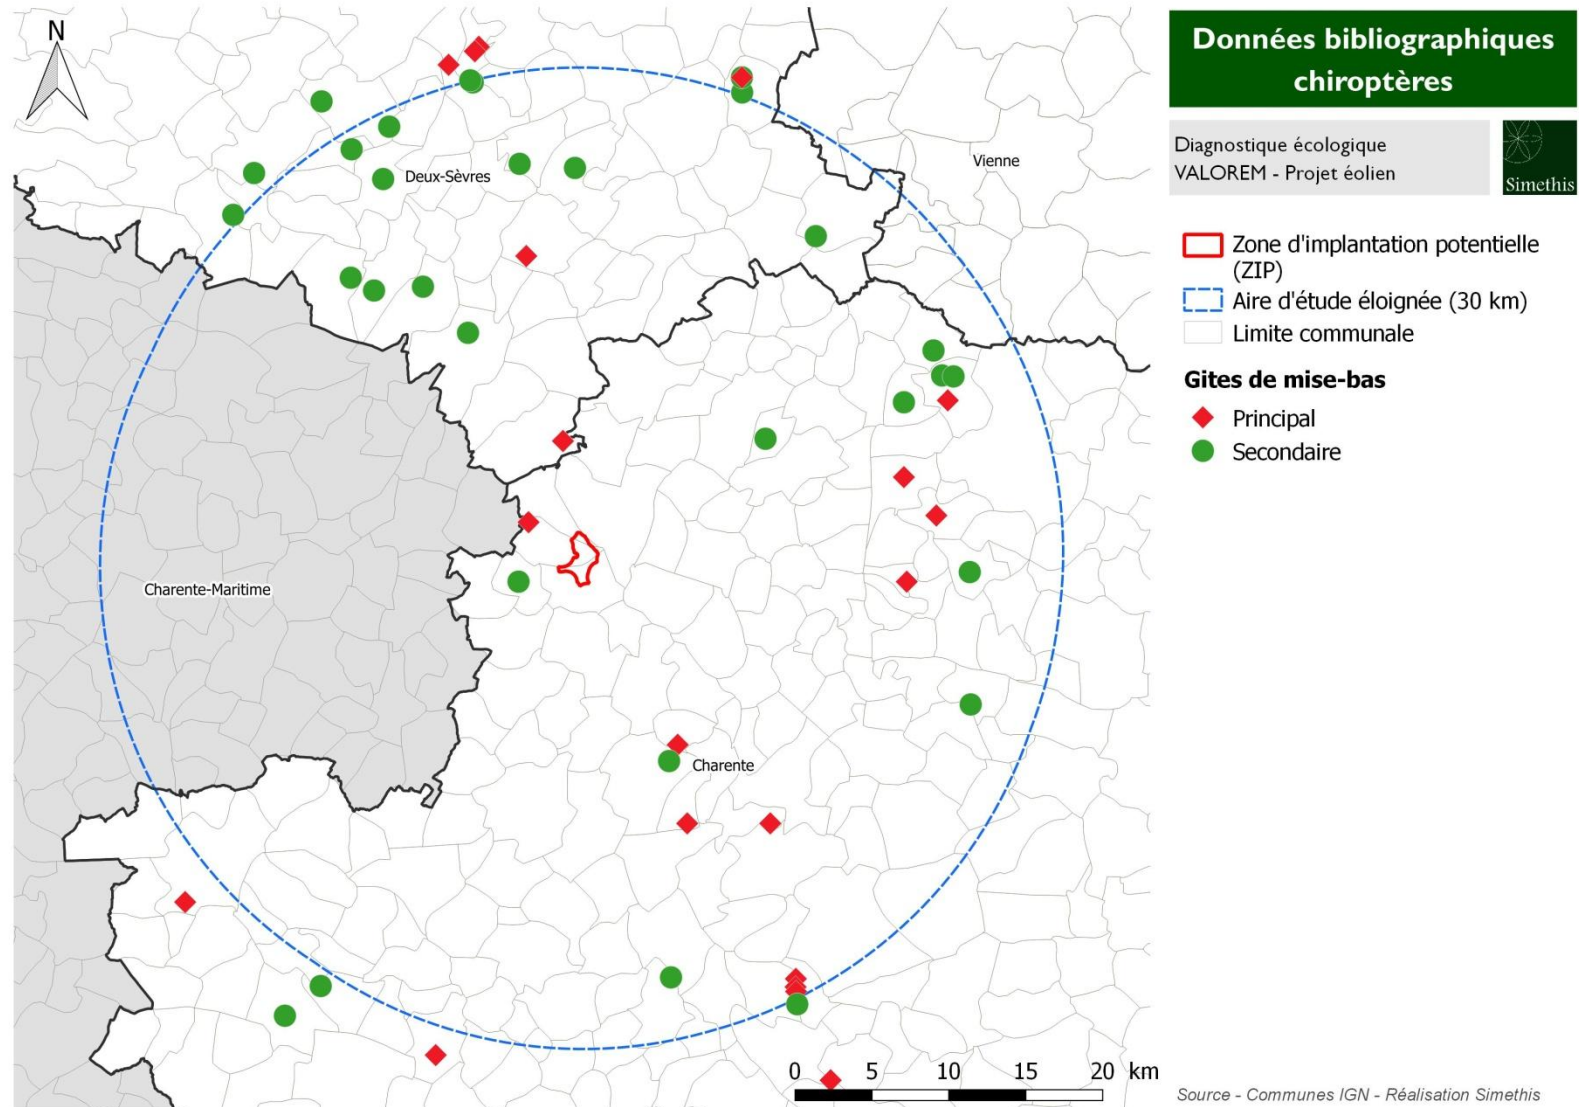 N
Deux-Sèvres
Vienne
Charente-Maritime
Charente
0 5 10 15 20 km
Données bibliographiques
chiroptères
Diagnostique écologique
VALOREM - Projet éolien
Simethis
Zone d'implantation potentielle
(ZIP)
Aire d'étude éloignée (30 km)
Limite communale
Gites de mise-bas
Principal
Secondaire
Source - Communes IGN - Réalisation Simethis